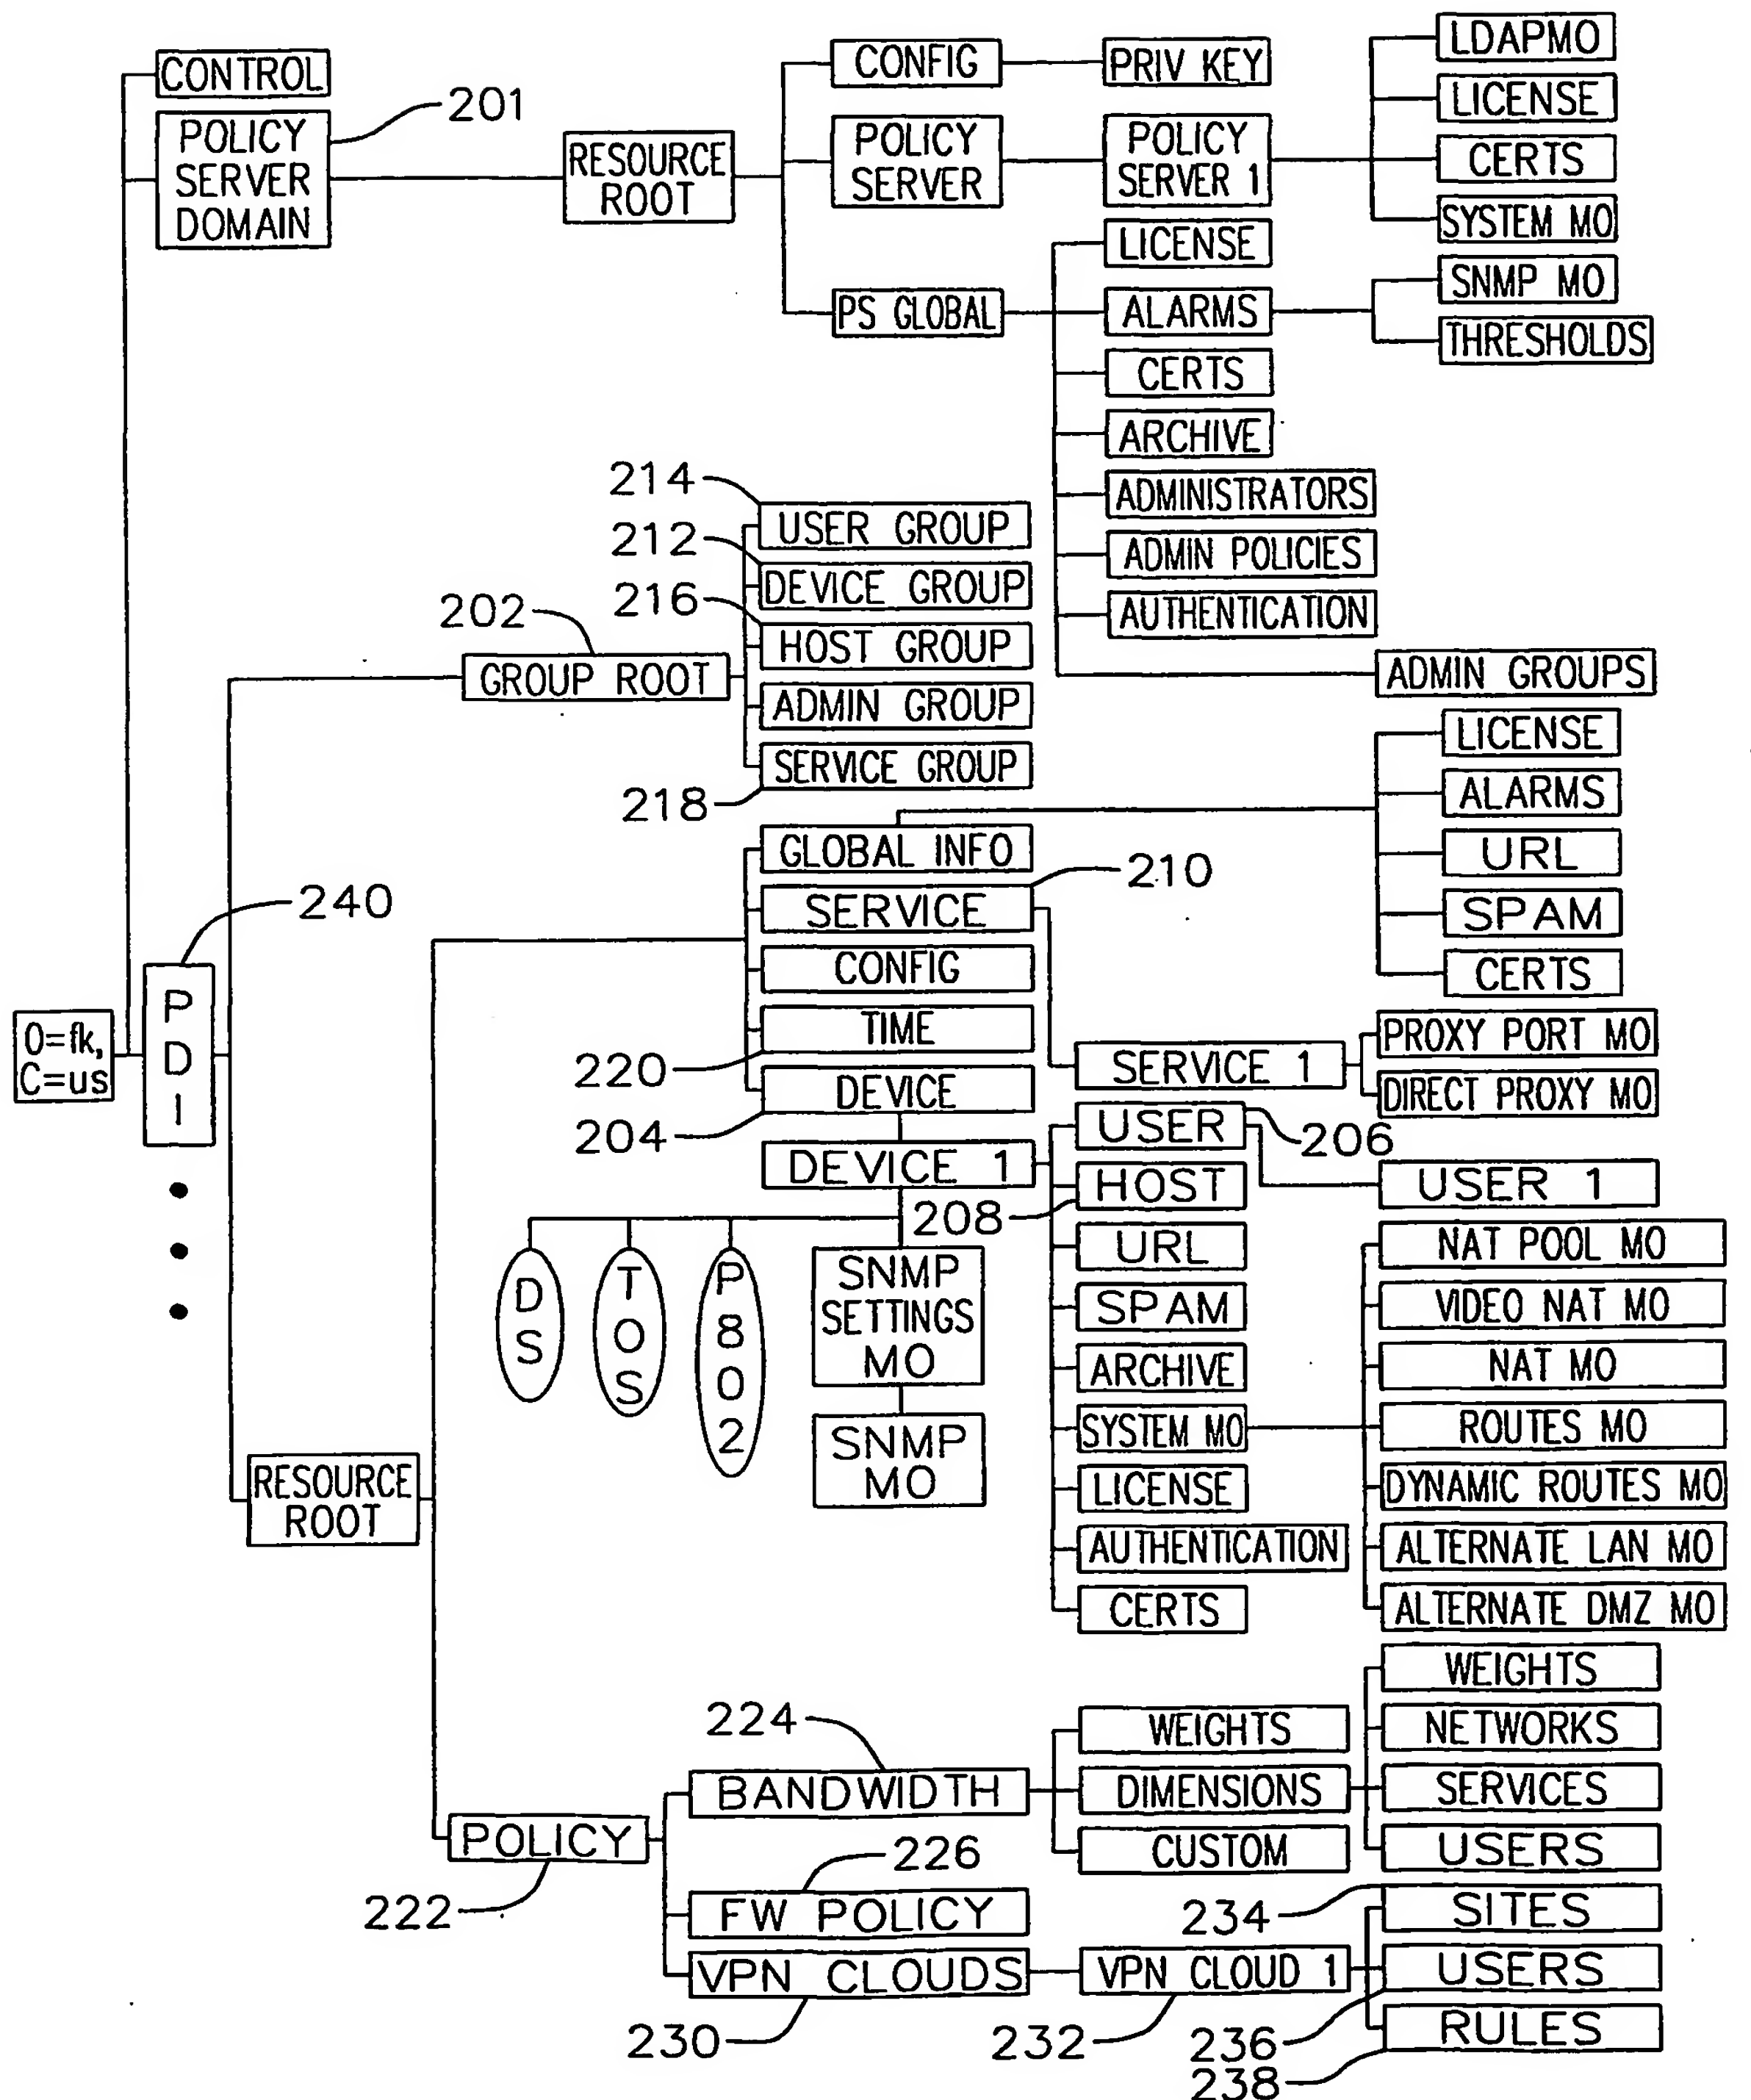 CONTROL
201
POLICY
SERVER
DOMAIN
RESOURCE
ROOT
CONFIG
PRIV KEY
POLICY
SERVER
POLICY
SERVER 1
LDAPMO
LICENSE
CERTS
SYSTEM MO
PS GLOBAL
LICENSE
ALARMS
SNMP MO
THRESHOLDS
CERTS
ARCHIVE
ADMINISTRATORS
ADMIN POLICIES
AUTHENTICATION
ADMIN GROUPS
214
USER GROUP
212
DEVICE GROUP
216
HOST GROUP
202
GROUP ROOT
ADMIN GROUP
SERVICE GROUP
218
GLOBAL INFO
LICENSE
ALARMS
URL
SPAM
CERTS
210
SERVICE
CONFIG
TIME
220
DEVICE
204
SERVICE 1
PROXY PORT MO
DIRECT PROXY MO
240
P
D
I
O=fk,
C=us
DEVICE 1
USER
206
USER 1
HOST
208
URL
SPAM
ARCHIVE
SYSTEM MO
LICENSE
AUTHENTICATION
CERTS
NAT POOL MO
VIDEO NAT MO
NAT MO
ROUTES MO
DYNAMIC ROUTES MO
ALTERNATE LAN MO
ALTERNATE DMZ MO
DS
TOS
P802
SNMP
SETTINGS
MO
SNMP
MO
RESOURCE
ROOT
POLICY
222
224
BANDWIDTH
WEIGHTS
DIMENSIONS
CUSTOM
WEIGHTS
NETWORKS
SERVICES
USERS
226
FW POLICY
VPN CLOUDS
230
VPN CLOUD 1
232
234
SITES
USERS
236
RULES
238